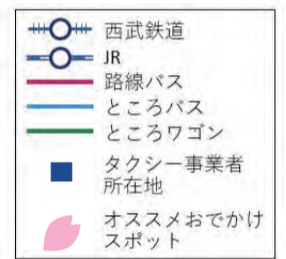 西武鉄道
JR
路線バス
ところバス
ところワゴン
タクシー事業者
所在地
オススメおでかけ
スポット